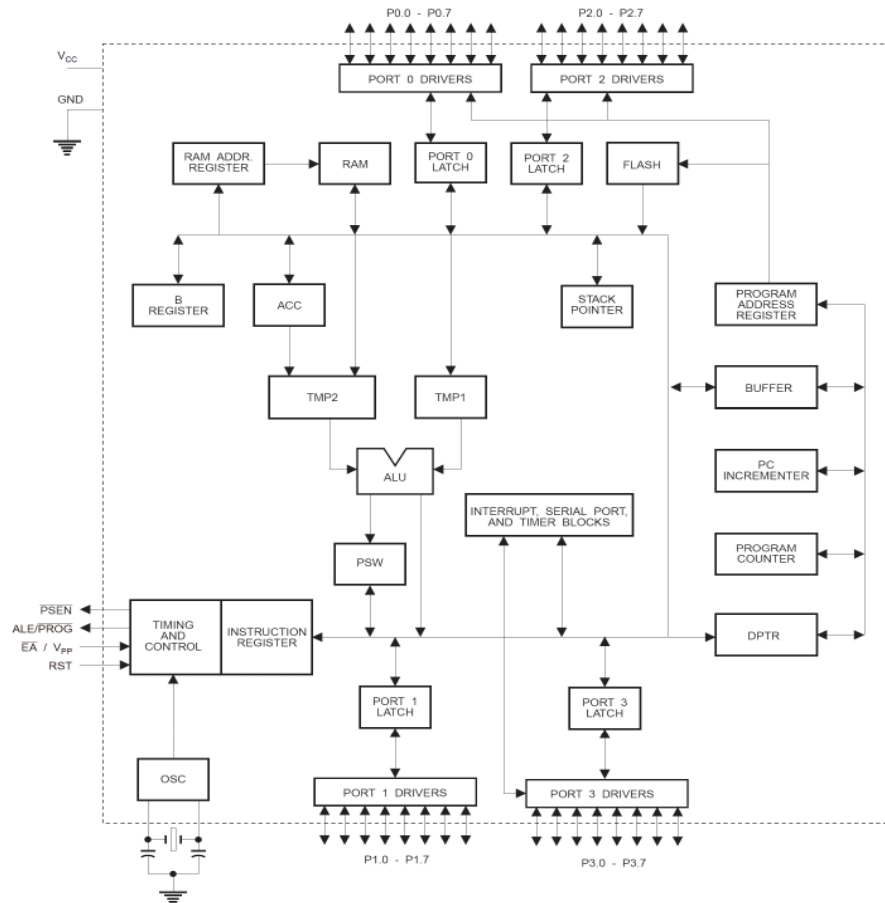 P0.0 - P0.7
P2.0 - P2.7
VCC
PORT 0 DRIVERS
PORT 2 DRIVERS
GND
RAM ADDR.
REGISTER
RAM
PORT 0
LATCH
PORT 2
LATCH
FLASH
B
REGISTER
ACC
STACK
POINTER
PROGRAM
ADDRESS
REGISTER
TMP2
TMP1
BUFFER
ALU
PC
INCREMENTER
INTERRUPT, SERIAL PORT,
AND TIMER BLOCKS
PSW
PROGRAM
COUNTER
PSEN
ALE/PROG
EA / VPP
RST
TIMING
AND
CONTROL
INSTRUCTION
REGISTER
DPTR
PORT 1
LATCH
PORT 3
LATCH
OSC
PORT 1 DRIVERS
PORT 3 DRIVERS
P1.0 - P1.7
P3.0 - P3.7